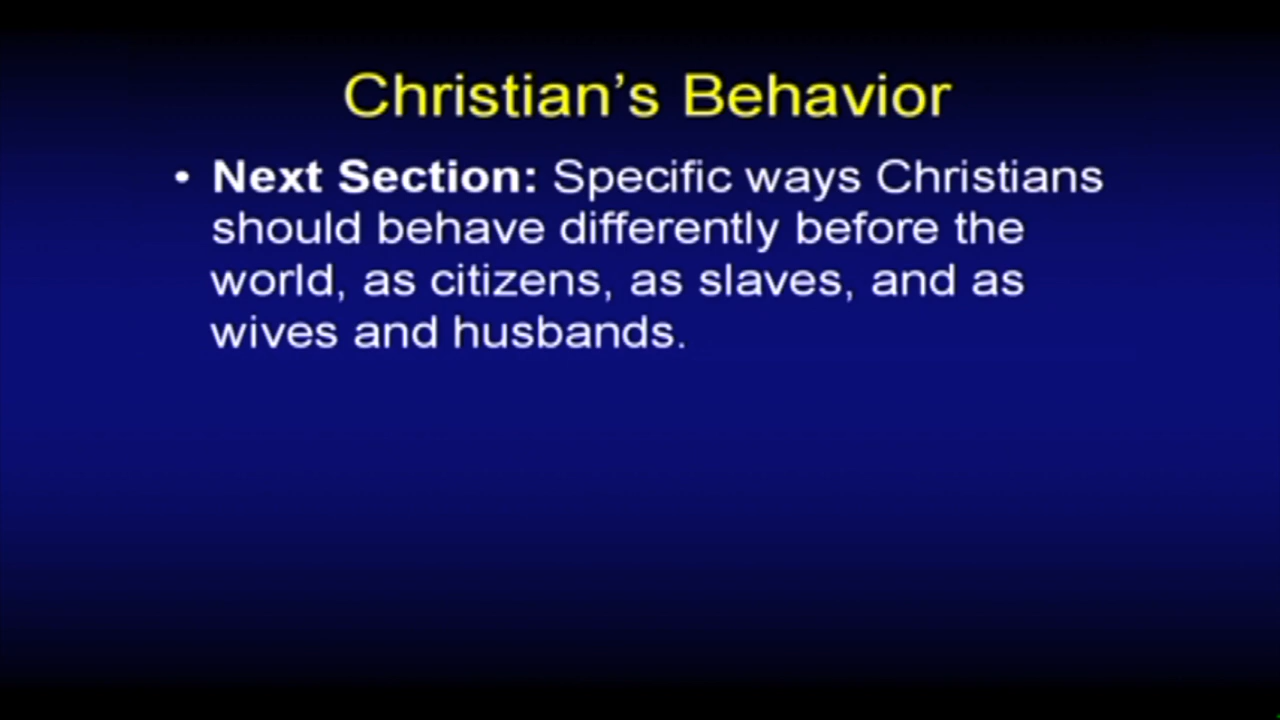 Christian's Behavior
• Next Section: Specific ways Christians
should behave differently before the
world, as citizens, as slaves, and as
wives and husbands.